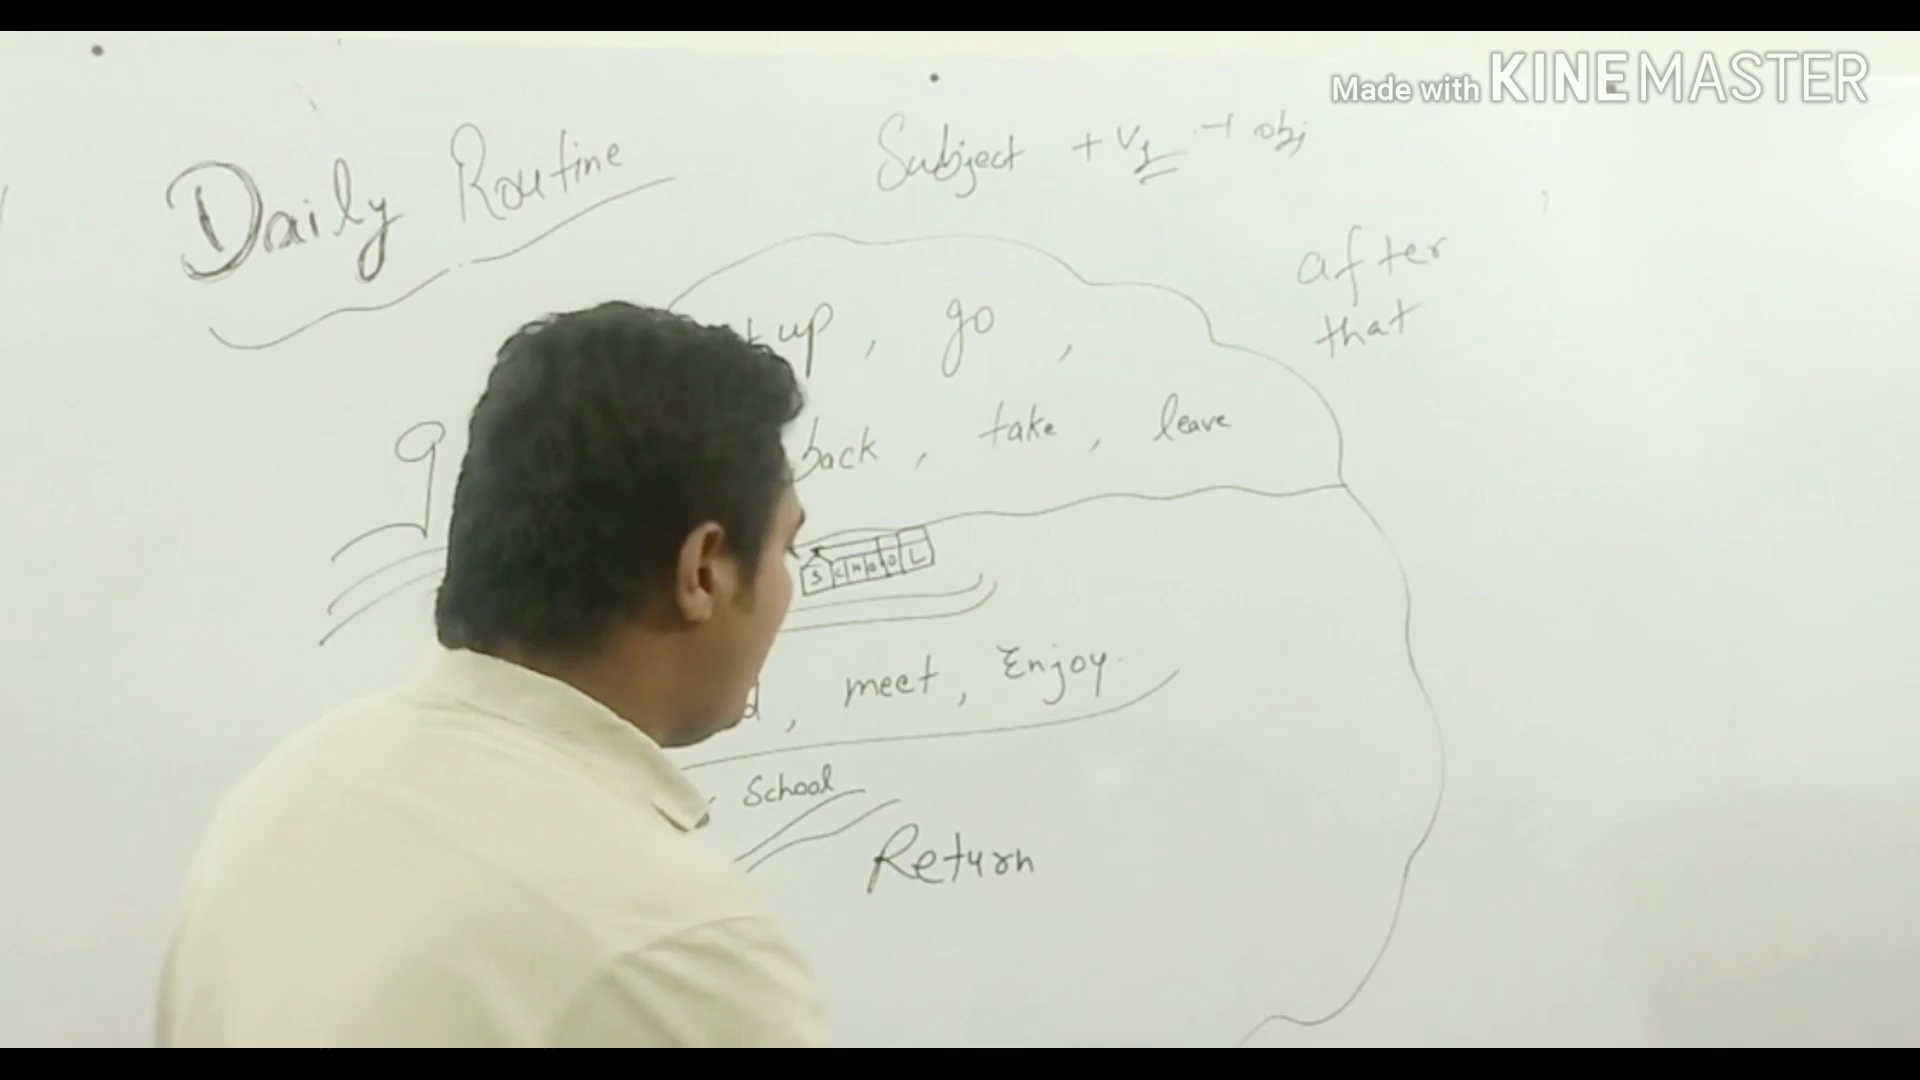 Made with KINEMASTER
Daily Routine
Subject + V1 + obj
after
that
up, go,
back, take, leave
SCHOOL
meet, Enjoy.
School
Return